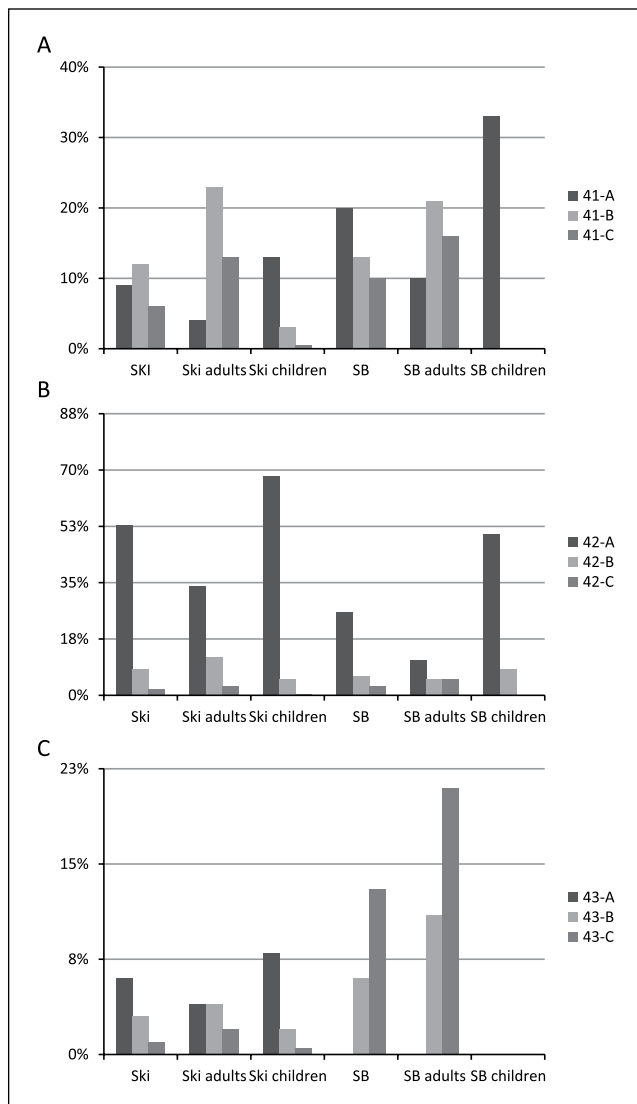 A
40%
30%
20%
10%
0%
SKI Ski adults Ski children SB SB adults SB children
41-A
41-B
41-C
B
88%
70%
53%
35%
18%
0%
Ski Ski adults Ski children SB SB adults SB children
42-A
42-B
42-C
C
23%
15%
8%
0%
Ski Ski adults Ski children SB SB adults SB children
43-A
43-B
43-C